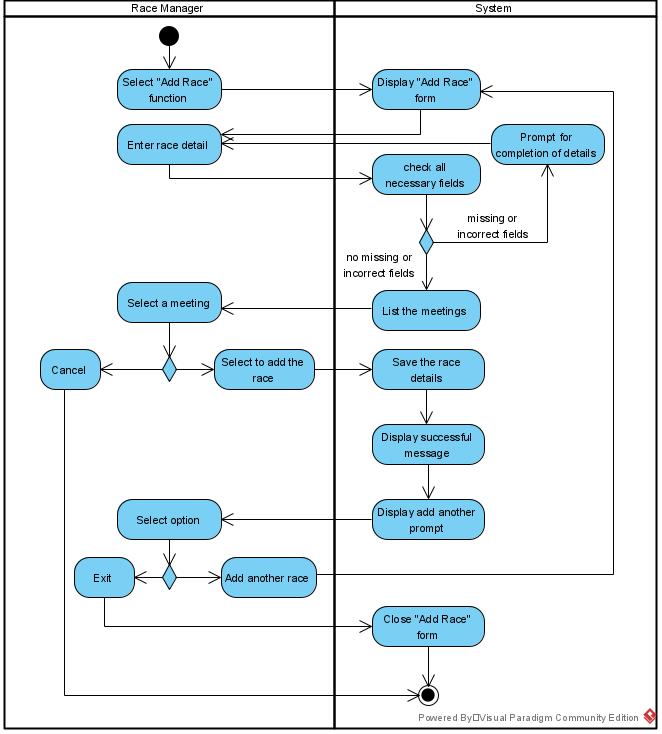 Race Manager
System
Select "Add Race"
function
Display "Add Race"
form
Enter race detail
Prompt for
completion of details
check all
necessary fields
missing or
incorrect fields
no missing or
incorrect fields
Select a meeting
List the meetings
Cancel
Select to add the
race
Save the race
details
Display successful
message
Select option
Display add another
prompt
Exit
Add another race
Close "Add Race"
form
Powered By Visual Paradigm Community Edition